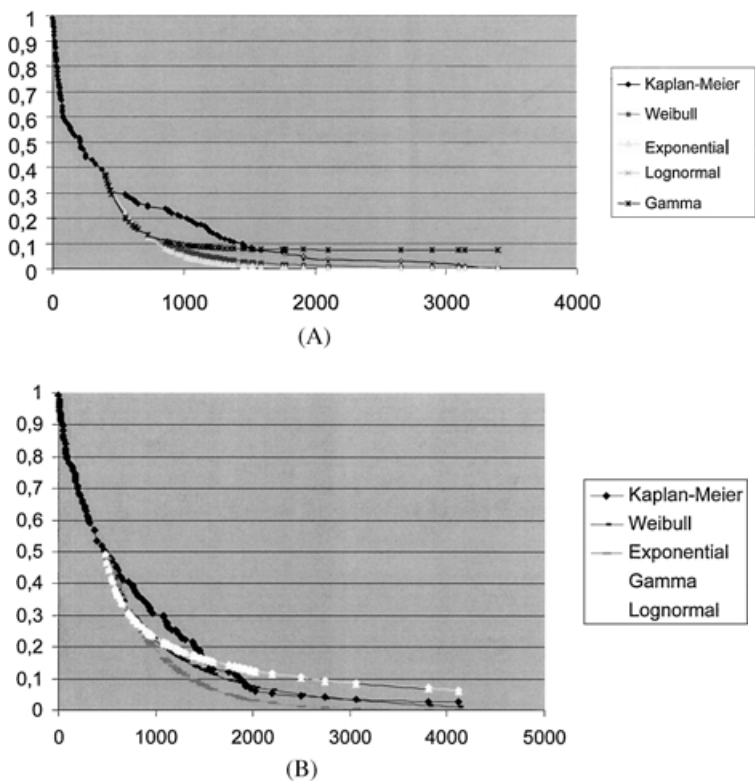 1
0,9
0,8
0,7
0,6
0,5
0,4
0,3
0,2
0,1
0
0 1000 2000 3000 4000
Kaplan-Meier
Weibull
Exponential
Lognormal
Gamma
(A)
1
0,9
0,8
0,7
0,6
0,5
0,4
0,3
0,2
0,1
0
0 1000 2000 3000 4000 5000
Kaplan-Meier
Weibull
Exponential
Gamma
Lognormal
(B)